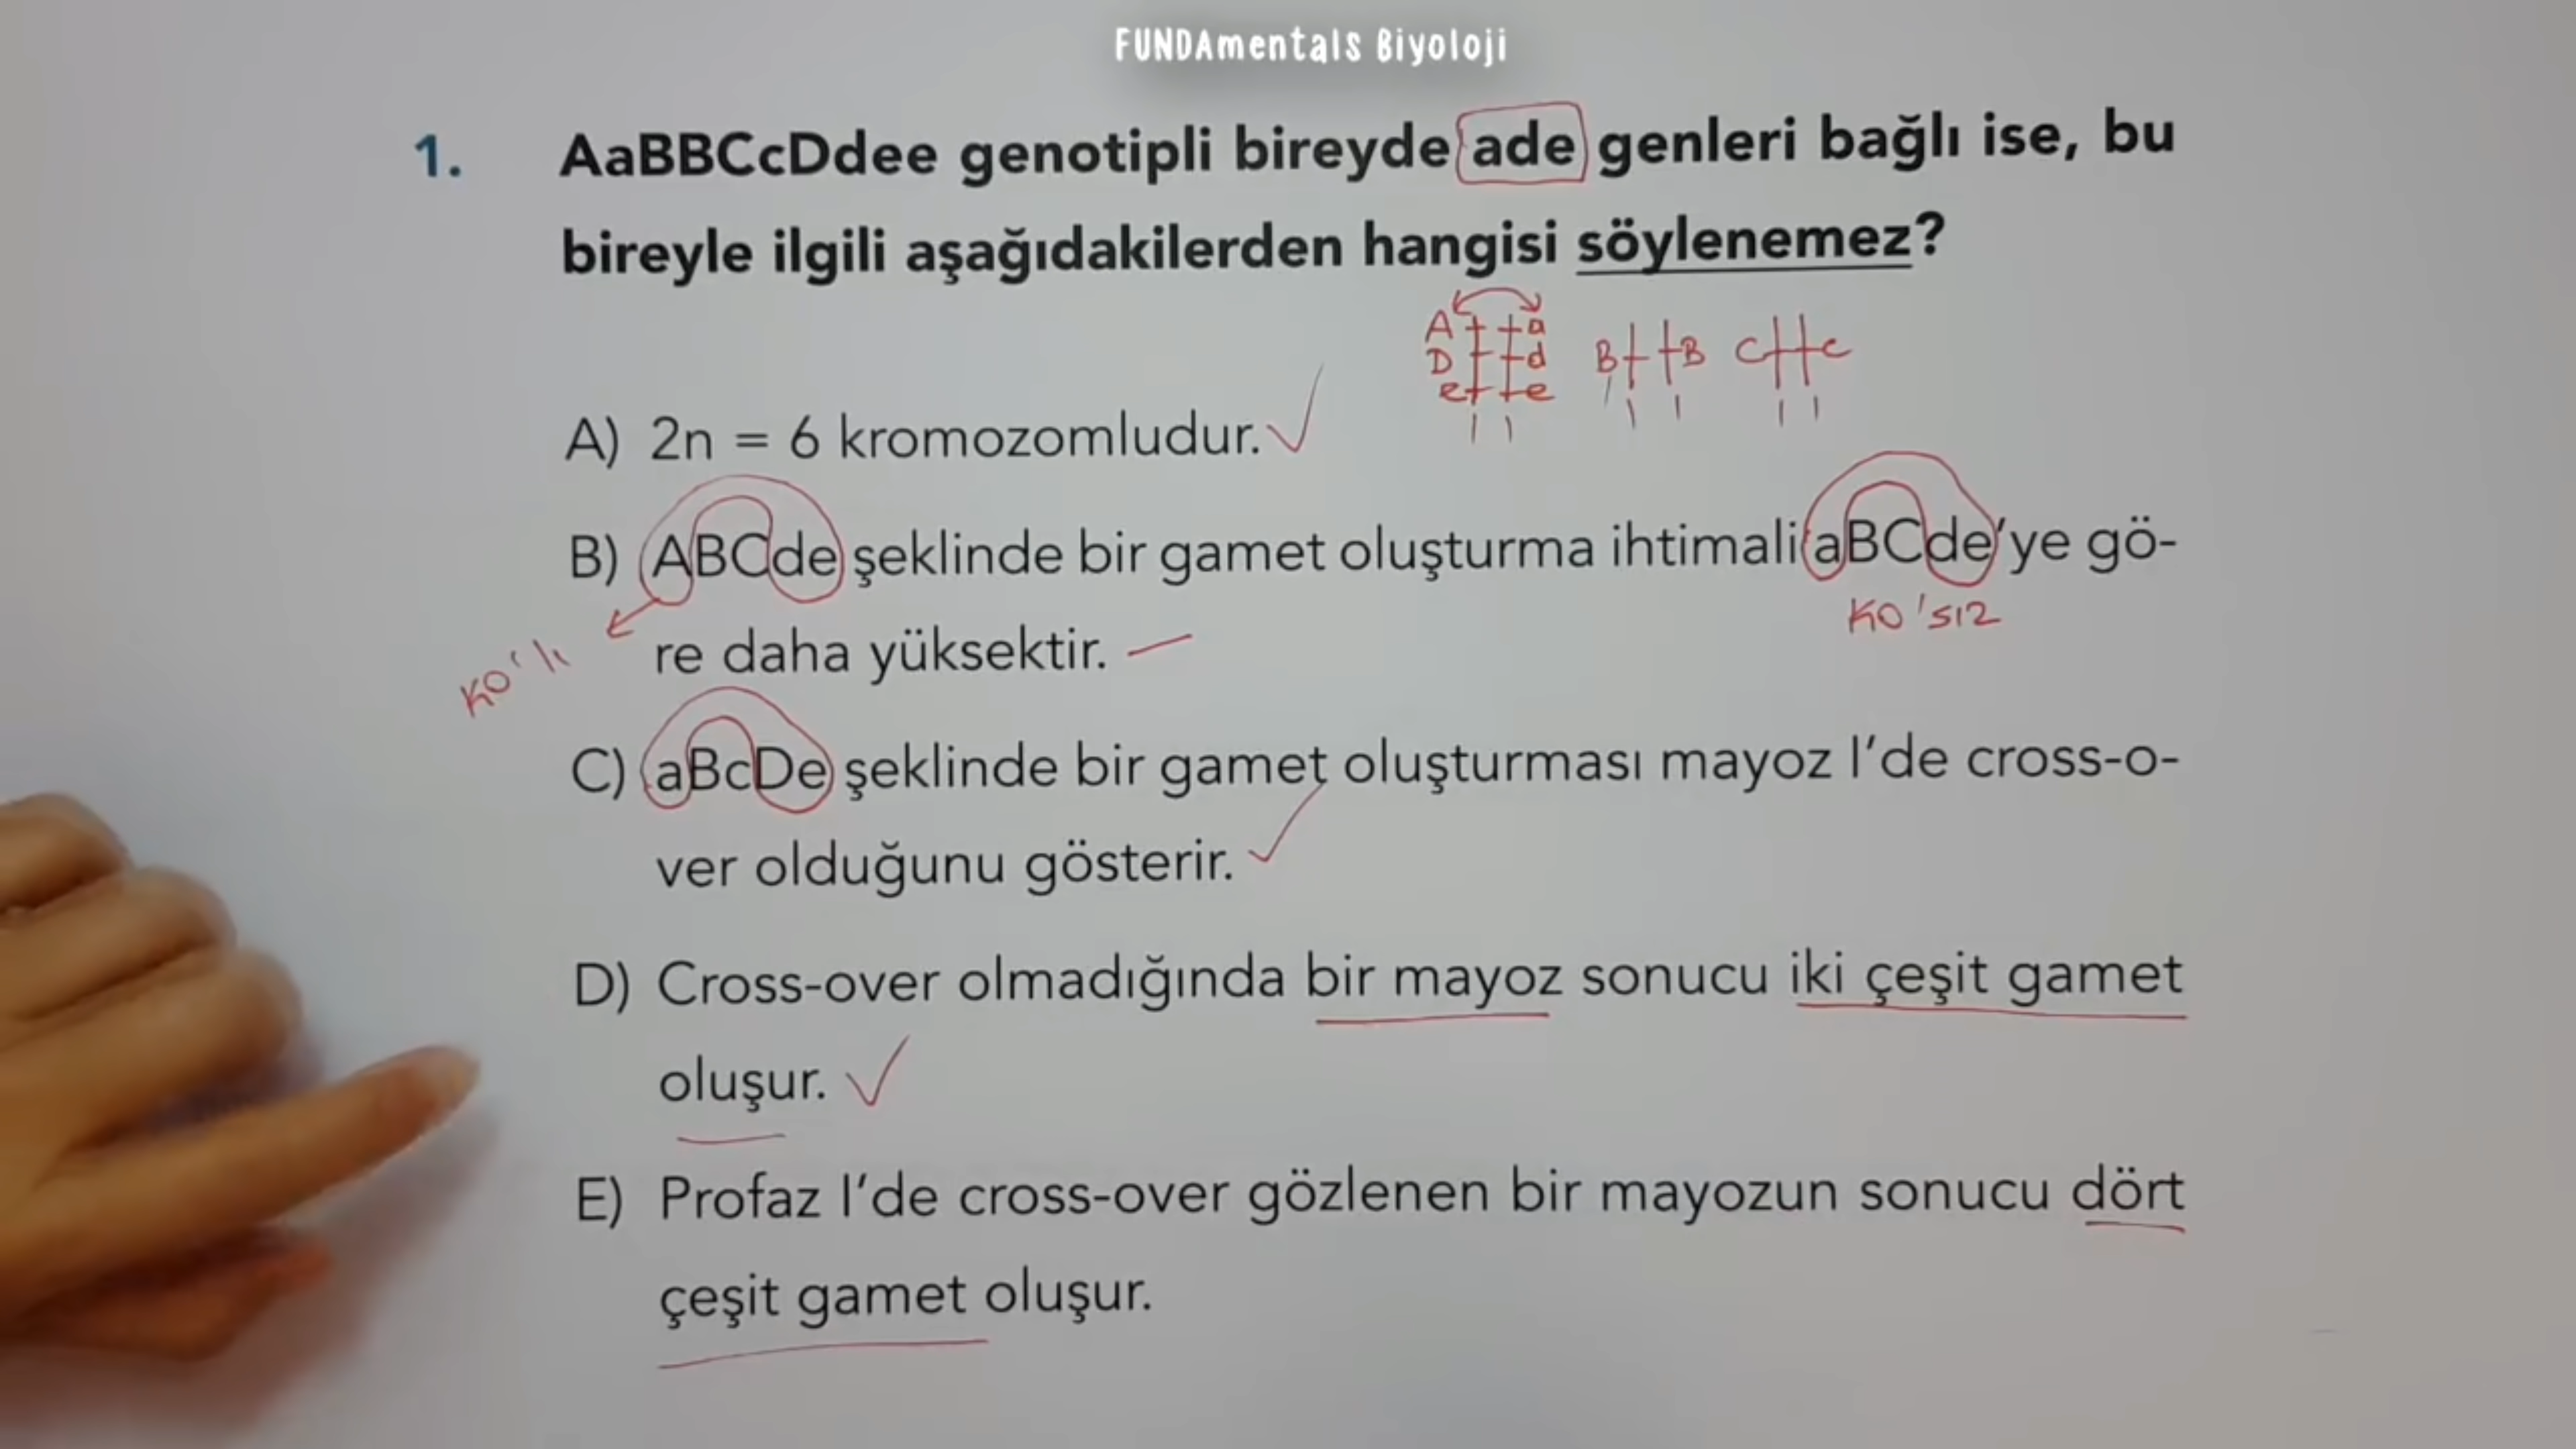 FUNDAmentals Biyoloji
1. AaBBCcDdee genotipli bireyde ade genleri bağlı ise, bu
bireyle ilgili aşağıdakilerden hangisi söylenemez?
A a B B C c
D d
e e
A) 2n = 6 kromozomludur.
B) ABCde şeklinde bir gamet oluşturma ihtimali aBCde'ye gö-
KO'sız
re daha yüksektir.
KO'lı
C) aBcDe şeklinde bir gamet oluşturması mayoz I'de cross-o-
ver olduğunu gösterir.
D) Cross-over olmadığında bir mayoz sonucu iki çeşit gamet
oluşur.
E) Profaz I'de cross-over gözlenen bir mayozun sonucu dört
çeşit gamet oluşur.